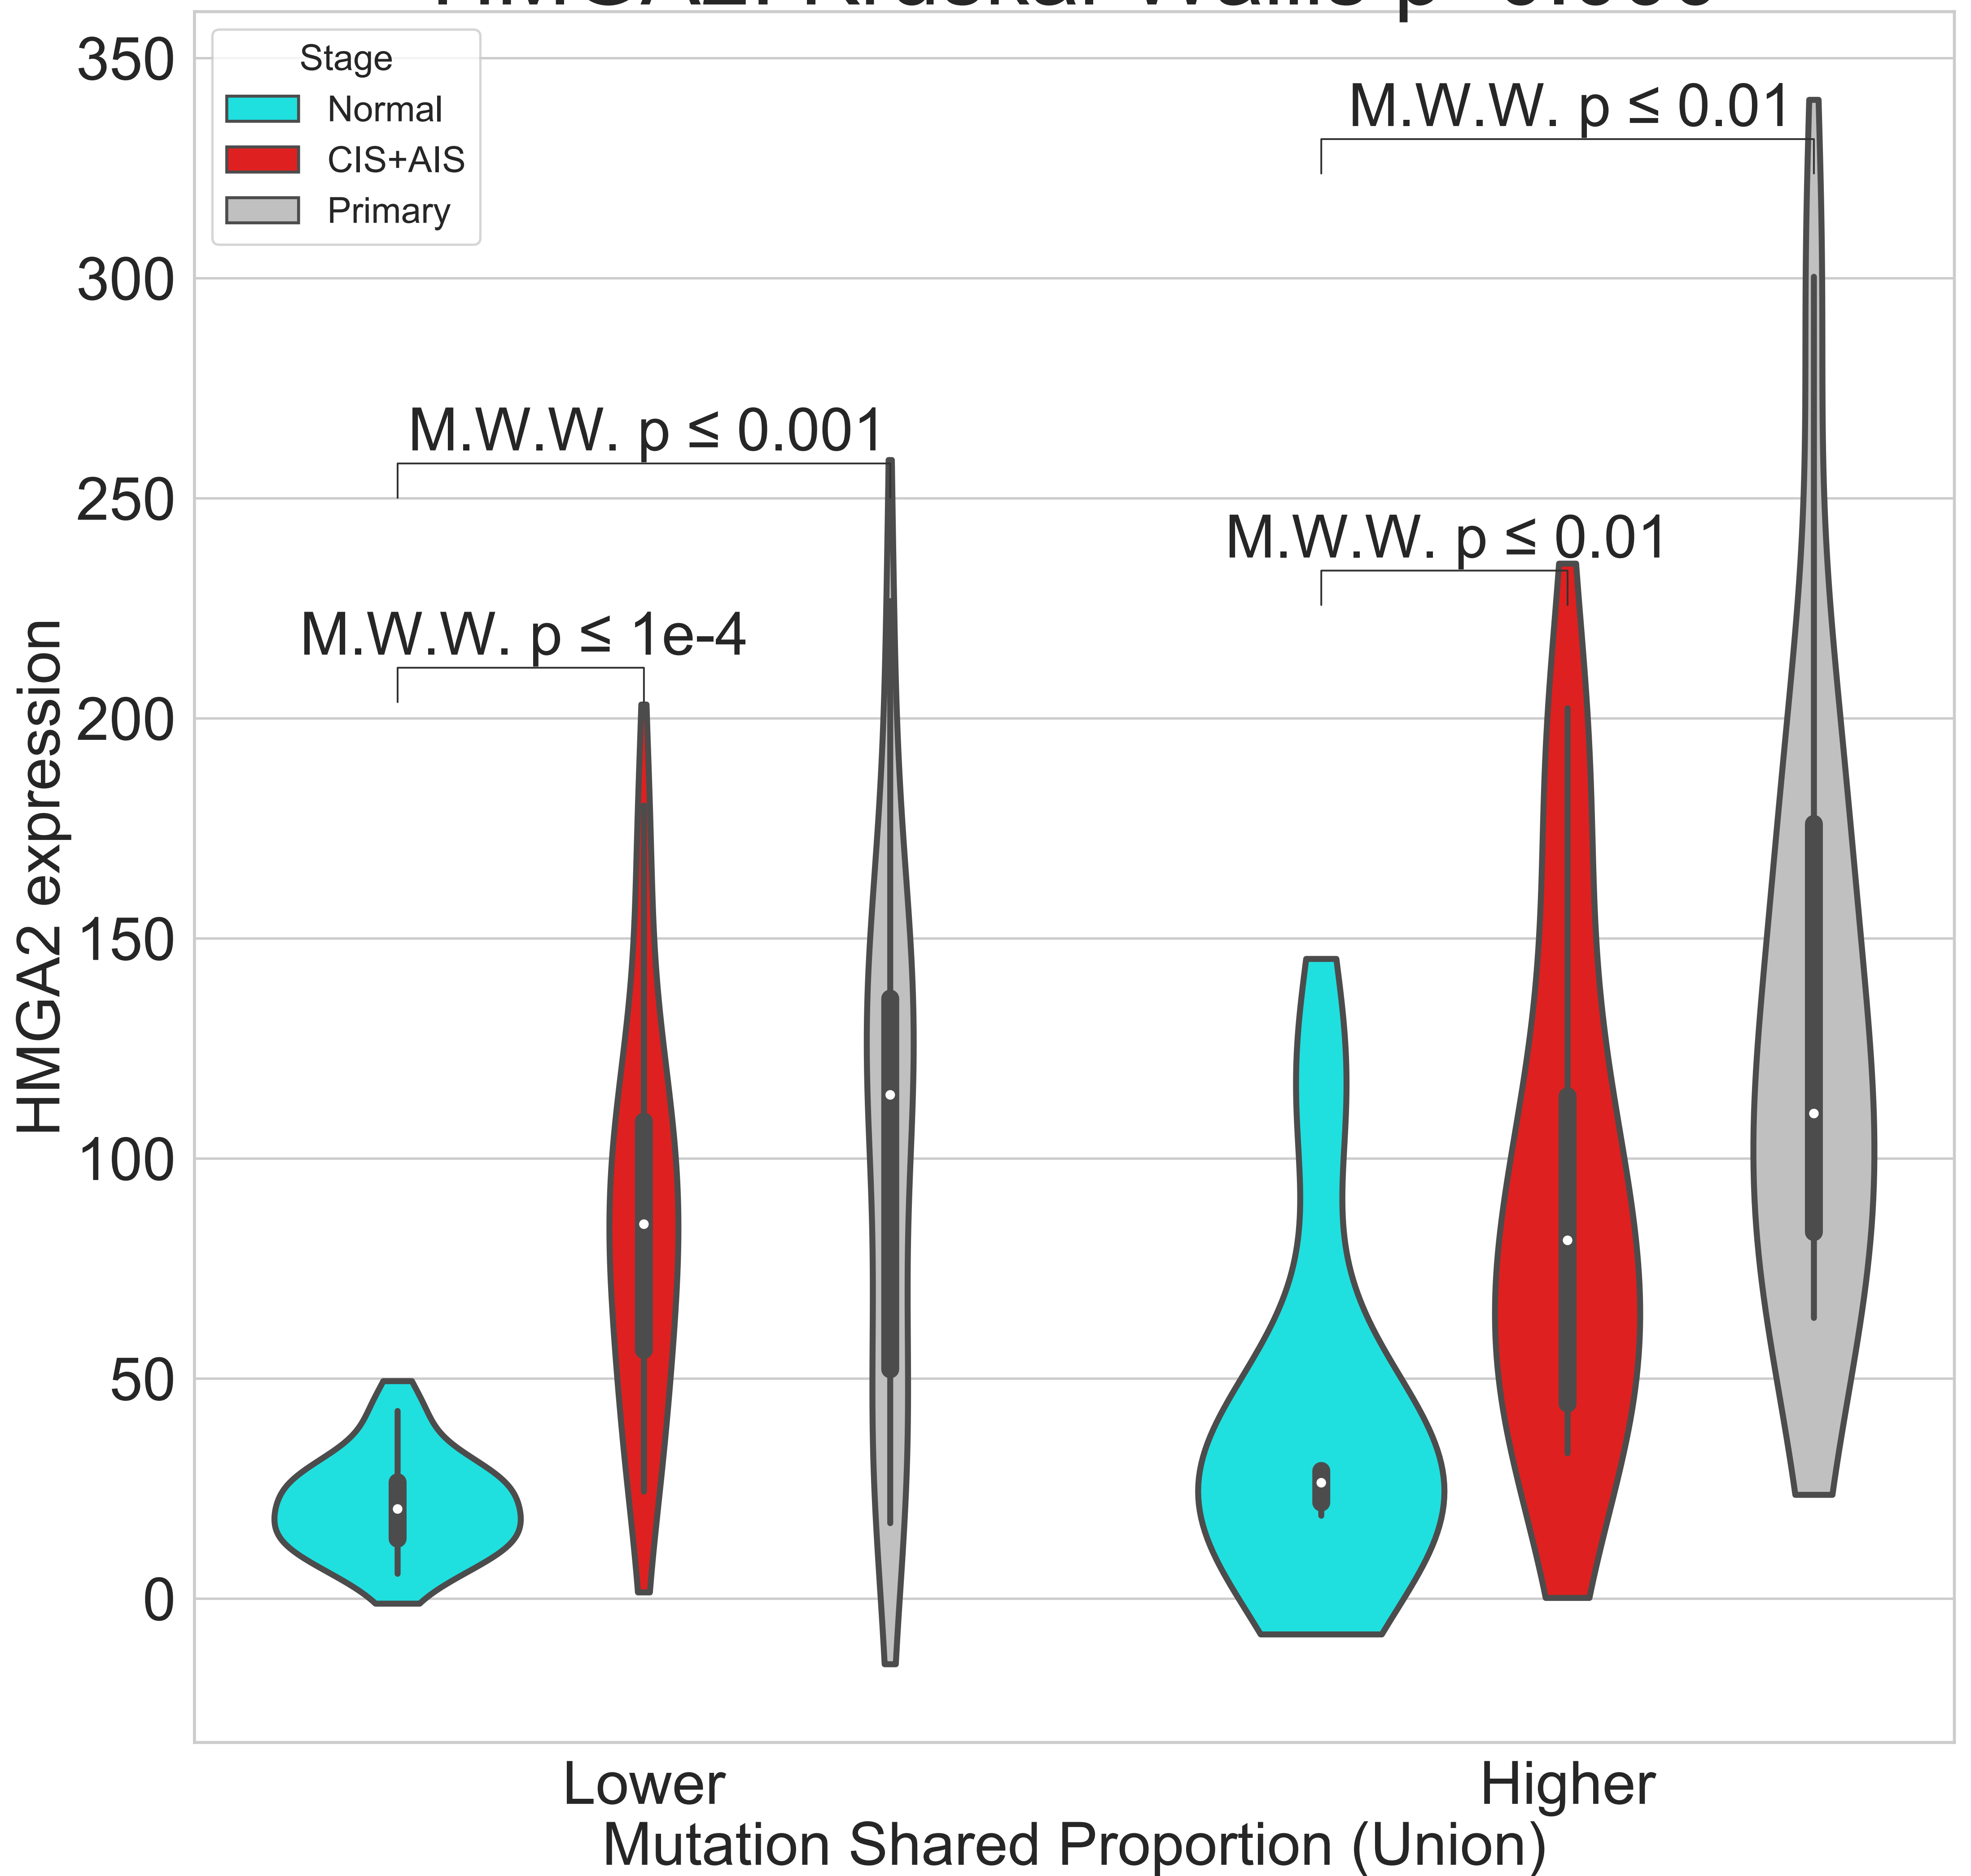 350
300
250
200
150
100
50
0
HMGA2 expression
Stage
Normal
CIS+AIS
Primary
M.W.W. p ≤ 0.01
M.W.W. p ≤ 0.001
M.W.W. p ≤ 0.01
M.W.W. p ≤ 1e-4
Lower
Higher
Mutation Shared Proportion (Union)